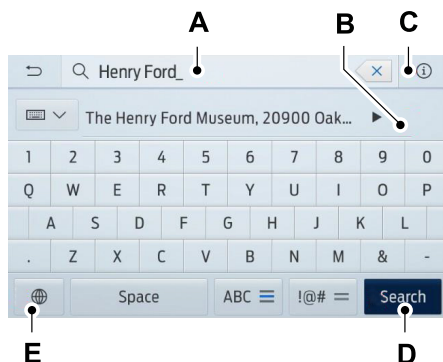 A
B
C
Henry Ford_
The Henry Ford Museum, 20900 Oak...
1 2 3 4 5 6 7 8 9 0
Q W E R T Y U I O P
A S D F G H J K L
. Z X C V B N M & -
Space ABC !@# Search
E
D